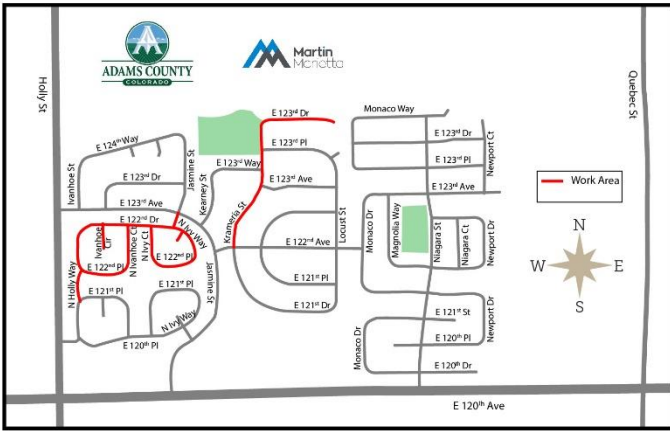 ADAMS COUNTY
COLORADO
Martin
Marietta
Holly St
Quebec St
Monaco Way
E 123rd Dr
E 124th Way
E 123rd Pl
E 123rd Dr
E 123rd Pl
Newport Ct
Ivanhoe St
Jasmine St
E 123rd Way
E 123rd Dr
Kearney St
E 123rd Ave
E 123rd Ave
Work Area
E 123rd Ave
E 122nd Dr
N Ivy Way
Krameria St
Locust St
Monaco Dr
Magnolia Way
Niagara St
Niagara Ct
Newport Dr
N
W E
S
Ivanhoe Cir
N Ivanhoe Ct
N Ivy Ct
E 122nd Ave
E 122nd Pl
E 122nd Pl
N Holly Way
Jasmine St
E 121st Pl
E 121st Pl
E 121st Pl
E 121st Dr
N Ivy Way
E 120th Pl
Monaco Dr
E 121st St
Newport Dr
E 120th Pl
E 120th Dr
E 120th Ave